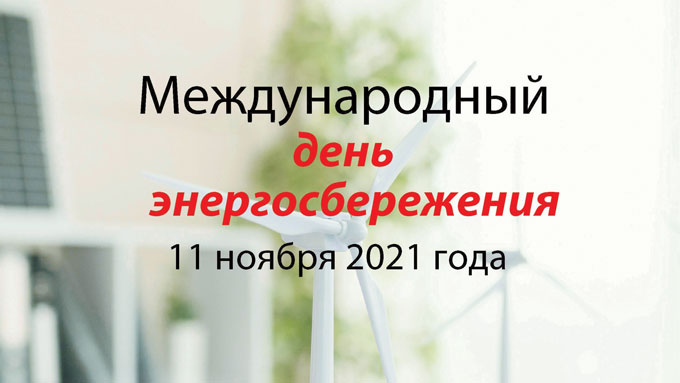 Международный
день
энергосбережения
11 ноября 2021 года